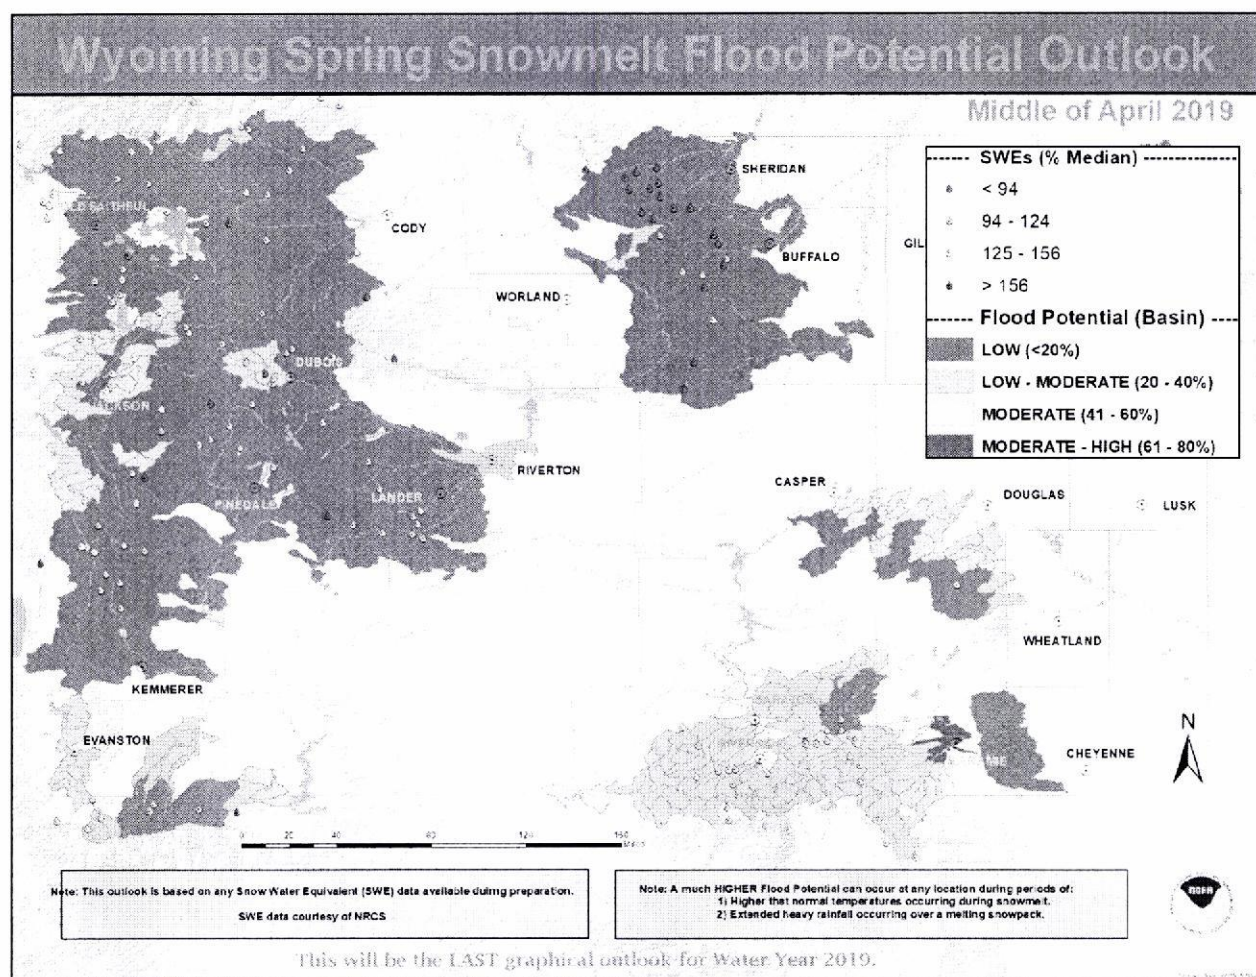 Wyoming Spring Snowmelt Flood Potential Outlook
Middle of April 2019
SWEs (% Median)
< 94
94 - 124
125 - 156
> 156
Flood Potential (Basin)
LOW (<20%)
LOW - MODERATE (20 - 40%)
MODERATE (41 - 60%)
MODERATE - HIGH (61 - 80%)
SHERIDAN
CODY
BUFFALO
GIL
WORLAND
DUBOIS
JACKSON
RIVERTON
PINEDALE
LANDER
CASPER
DOUGLAS
LUSK
WHEATLAND
KEMMERER
EVANSTON
CHEYENNE
N
0 20 40 80 120 160
Miles
Note: This outlook is based on any Snow Water Equivalent (SWE) data available duimg preparation.
SWE data courtesy of NRCS
Note: A much HIGHER Flood Potential can occur at any location during periods of:
1) Higher that normal temperatures occurring during snowmelt.
2) Extended heavy rainfall occurring over a melting snowpack.
NOAA
This will be the LAST graphical outlook for Water Year 2019.